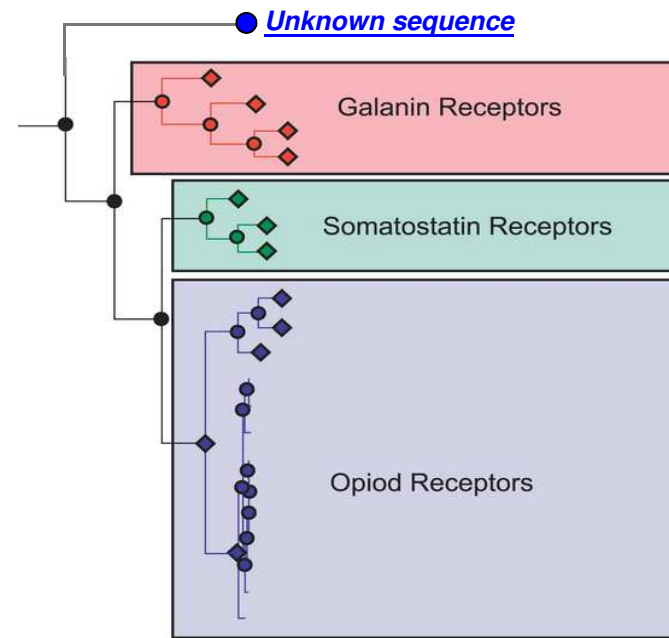 Unknown sequence
Galanin Receptors
Somatostatin Receptors
Opiod Receptors